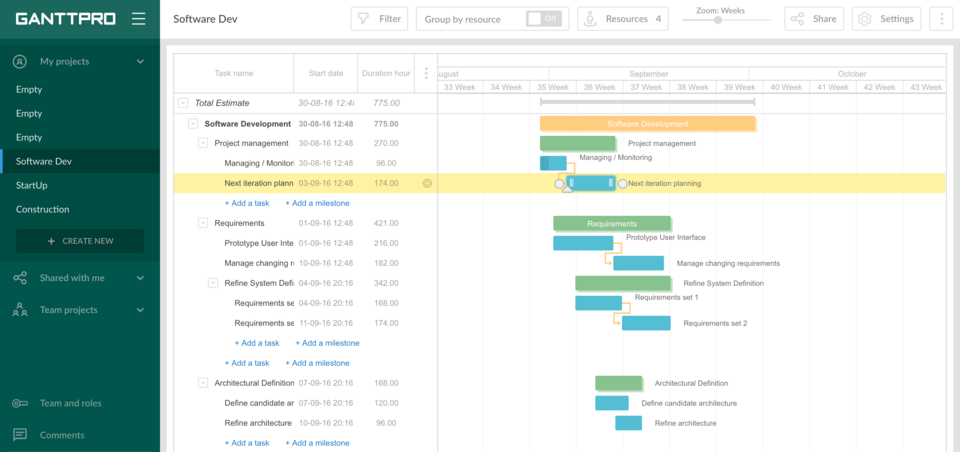 GANTTPRO
Software Dev
Filter
Group by resource
Off
Resources 4
Zoom: Weeks
Share
Settings
My projects
Empty
Empty
Empty
Software Dev
StartUp
Construction
+ CREATE NEW
Shared with me
Team projects
Team and roles
Comments
Task name Start date Duration hour
ugust September October
33 Week 34 Week 35 Week 36 Week 37 Week 38 Week 39 Week 40 Week 41 Week 42 Week 43 Week
Total Estimate 30-08-16 12:4 775.00
Software Development 30-08-16 12:48 775.00 Software Development
Project management 30-08-16 12:48 270.00 Project management
Managing / Monitori 30-08-16 12:48 96.00 Managing / Monitoring
Next iteration plann 03-09-16 12:48 174.00 Next iteration planning
+ Add a task + Add a milestone
Requirements 01-09-16 12:48 421.00 Requirements
Prototype User Inte 01-09-16 12:48 216.00 Prototype User Interface
Manage changing r 10-09-16 12:48 182.00 Manage changing requirements
Refine System Defi 04-09-16 20:16 342.00 Refine System Definition
Requirements se 04-09-16 20:16 168.00 Requirements set 1
Requirements se 11-09-16 20:16 174.00 Requirements set 2
+ Add a task + Add a milestone
+ Add a task + Add a milestone
Architectural Definition 07-09-16 20:16 168.00 Architectural Definition
Define candidate ar 07-09-16 20:16 120.00 Define candidate architecture
Refine architecture 10-09-16 20:16 96.00 Refine architecture
+ Add a task + Add a milestone